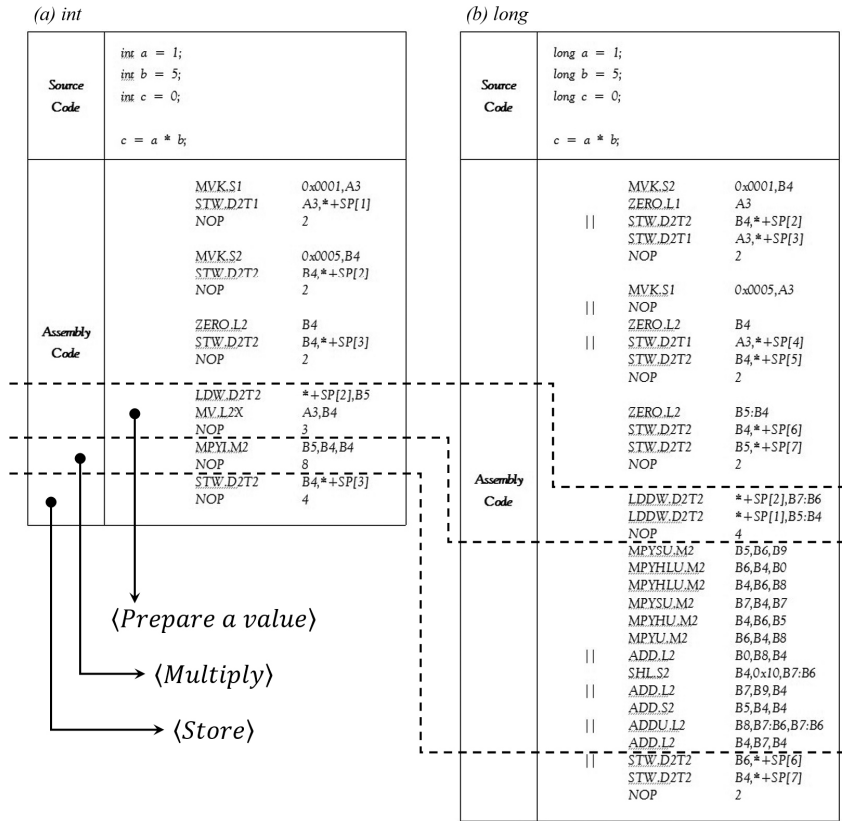 (a) int
Source
Code
int a = 1;
int b = 5;
int c = 0;
c = a * b;
Assembly
Code
MVK.S1 0x0001,A3
STW.D2T1 A3,*+SP[1]
NOP 2
MVK.S2 0x0005,B4
STW.D2T2 B4,*+SP[2]
NOP 2
ZERO.L2 B4
STW.D2T2 B4,*+SP[3]
NOP 2
LDW.D2T2 *+SP[2],B5
MV.L2X A3,B4
NOP 3
MPYI.M2 B5,B4,B4
NOP 8
STW.D2T2 B4,*+SP[3]
NOP 4
⟨Prepare a value⟩
⟨Multiply⟩
⟨Store⟩
(b) long
Source
Code
long a = 1;
long b = 5;
long c = 0;
c = a * b;
Assembly
Code
MVK.S2 0x0001,B4
ZERO.L1 A3
|| STW.D2T2 B4,*+SP[2]
STW.D2T1 A3,*+SP[3]
NOP 2
MVK.S1 0x0005,A3
|| NOP
ZERO.L2 B4
|| STW.D2T1 A3,*+SP[4]
STW.D2T2 B4,*+SP[5]
NOP 2
ZERO.L2 B5:B4
STW.D2T2 B4,*+SP[6]
STW.D2T2 B5,*+SP[7]
NOP 2
LDDW.D2T2 *+SP[2],B7:B6
LDDW.D2T2 *+SP[1],B5:B4
NOP 4
MPYSU.M2 B5,B6,B9
MPYHLU.M2 B6,B4,B0
MPYHLU.M2 B4,B6,B8
MPYSU.M2 B7,B4,B7
MPYHU.M2 B4,B6,B5
MPYU.M2 B6,B4,B8
|| ADD.L2 B0,B8,B4
SHL.S2 B4,0x10,B7:B6
|| ADD.L2 B7,B9,B4
ADD.S2 B5,B4,B4
|| ADDU.L2 B8,B7:B6,B7:B6
ADD.L2 B4,B7,B4
|| STW.D2T2 B6,*+SP[6]
STW.D2T2 B4,*+SP[7]
NOP 2